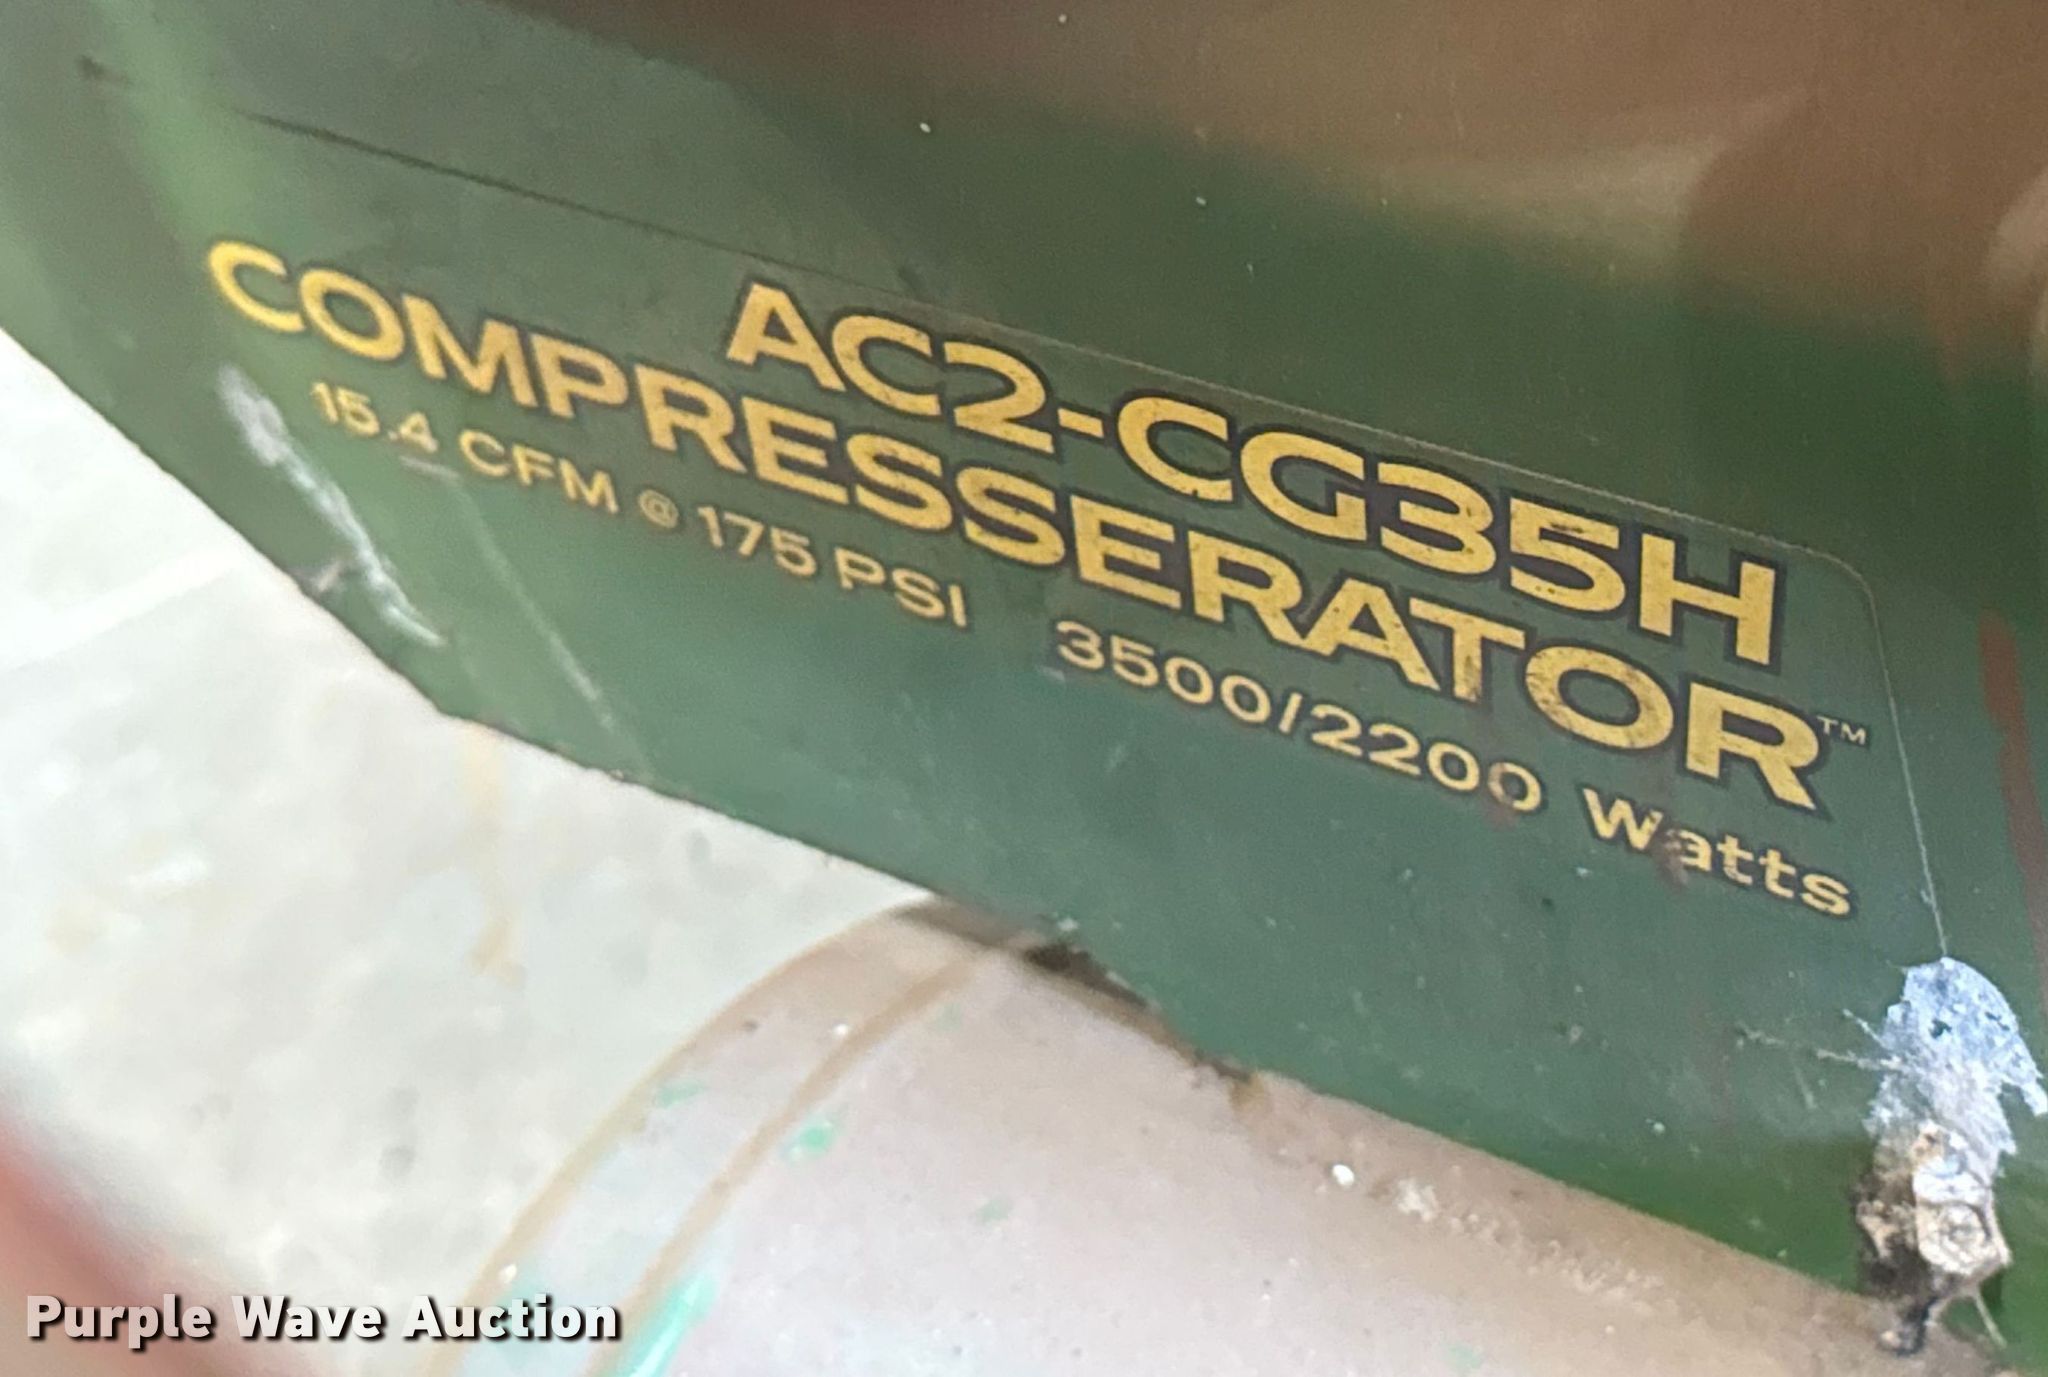 AC2-CG35H
COMPRESSERATOR™
15.4 CFM @ 175 PSI 3500/2200 Watts
Purple Wave Auction